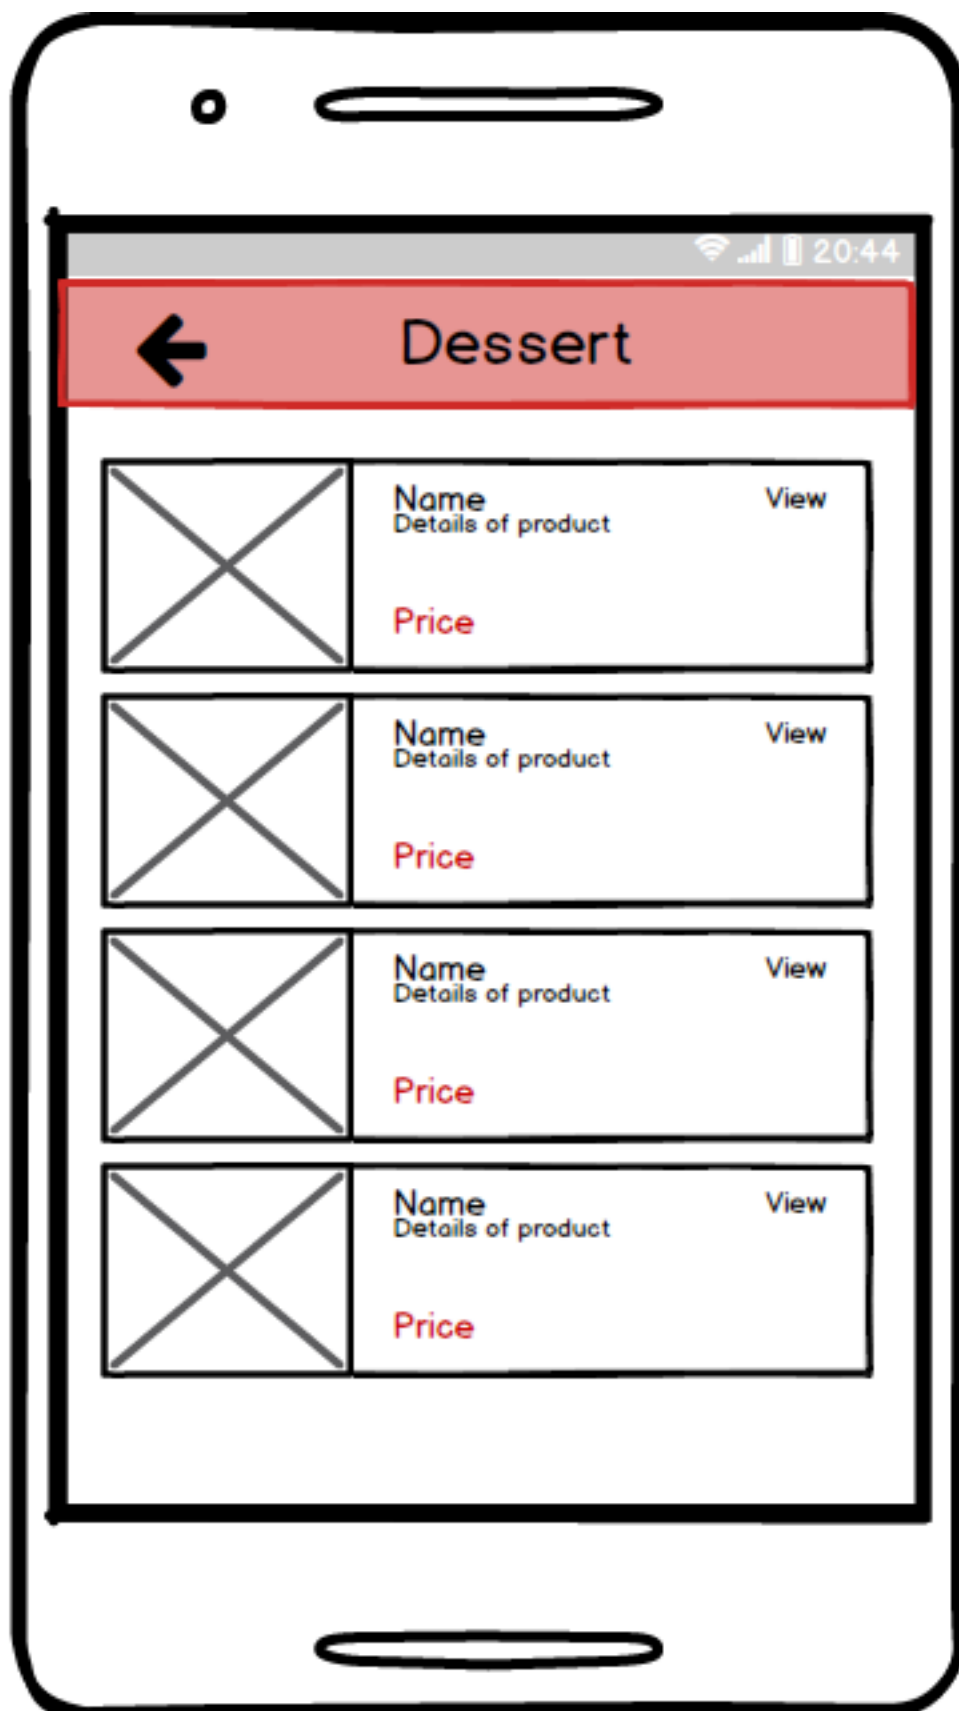 20:44
Dessert
Name View
Details of product
Price
Name View
Details of product
Price
Name View
Details of product
Price
Name View
Details of product
Price